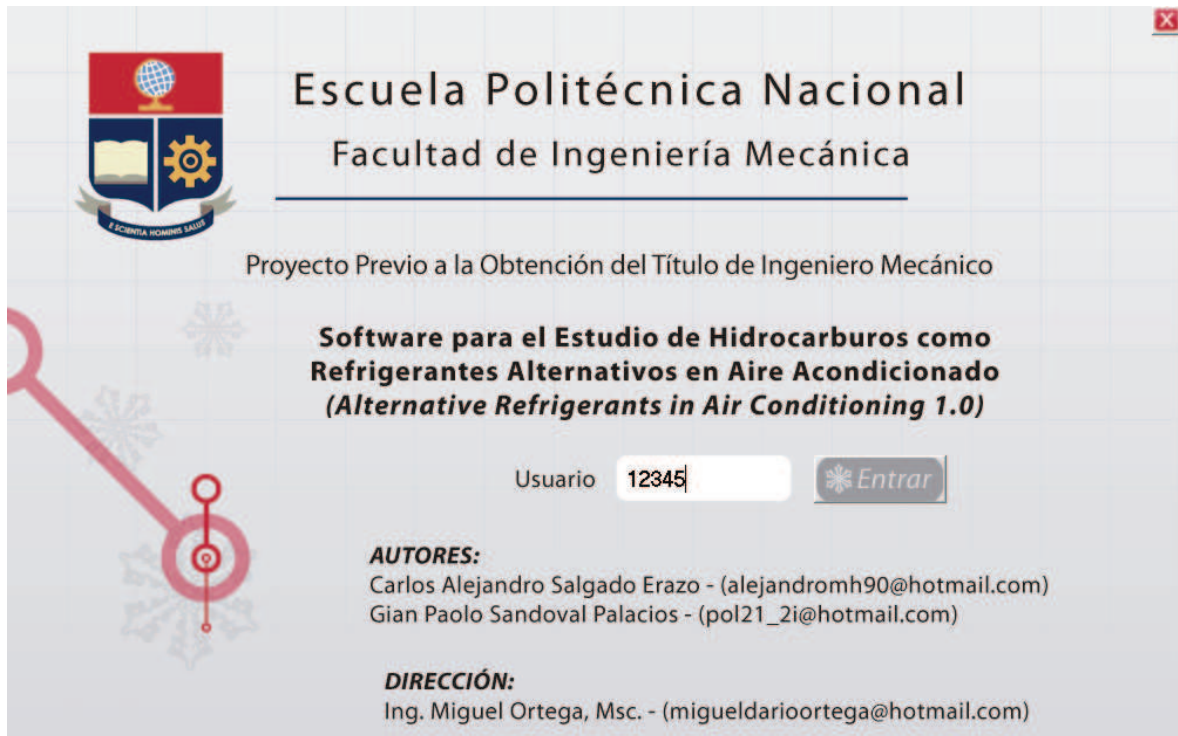 Escuela Politécnica Nacional
Facultad de Ingeniería Mecánica
E SCIENTIA HOMINIS SALUS
Proyecto Previo a la Obtención del Título de Ingeniero Mecánico
Software para el Estudio de Hidrocarburos como
Refrigerantes Alternativos en Aire Acondicionado
(Alternative Refrigerants in Air Conditioning 1.0)
Usuario 12345 Entrar
AUTORES:
Carlos Alejandro Salgado Erazo - (alejandromh90@hotmail.com)
Gian Paolo Sandoval Palacios - (pol21_2i@hotmail.com)
DIRECCIÓN:
Ing. Miguel Ortega, Msc. - (migueldarioortega@hotmail.com)